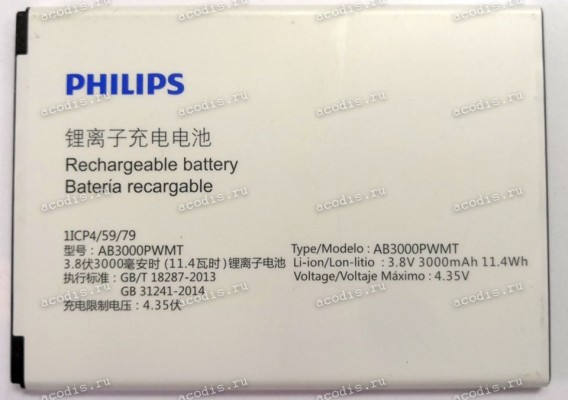 PHILIPS
锂离子充电电池
Rechargeable battery
Batería recargable
1ICP4/59/79
型号: AB3000PWMT
3.8伏3000毫安时 (11.4瓦时) 锂离子电池
执行标准: GB/T 18287-2013
GB 31241-2014
充电限制电压: 4.35伏
Type/Modelo : AB3000PWMT
Li-ion/Lon-litio : 3.8V 3000mAh 11.4Wh
Voltage/Voltaje Máximo : 4.35V
acodis.ru